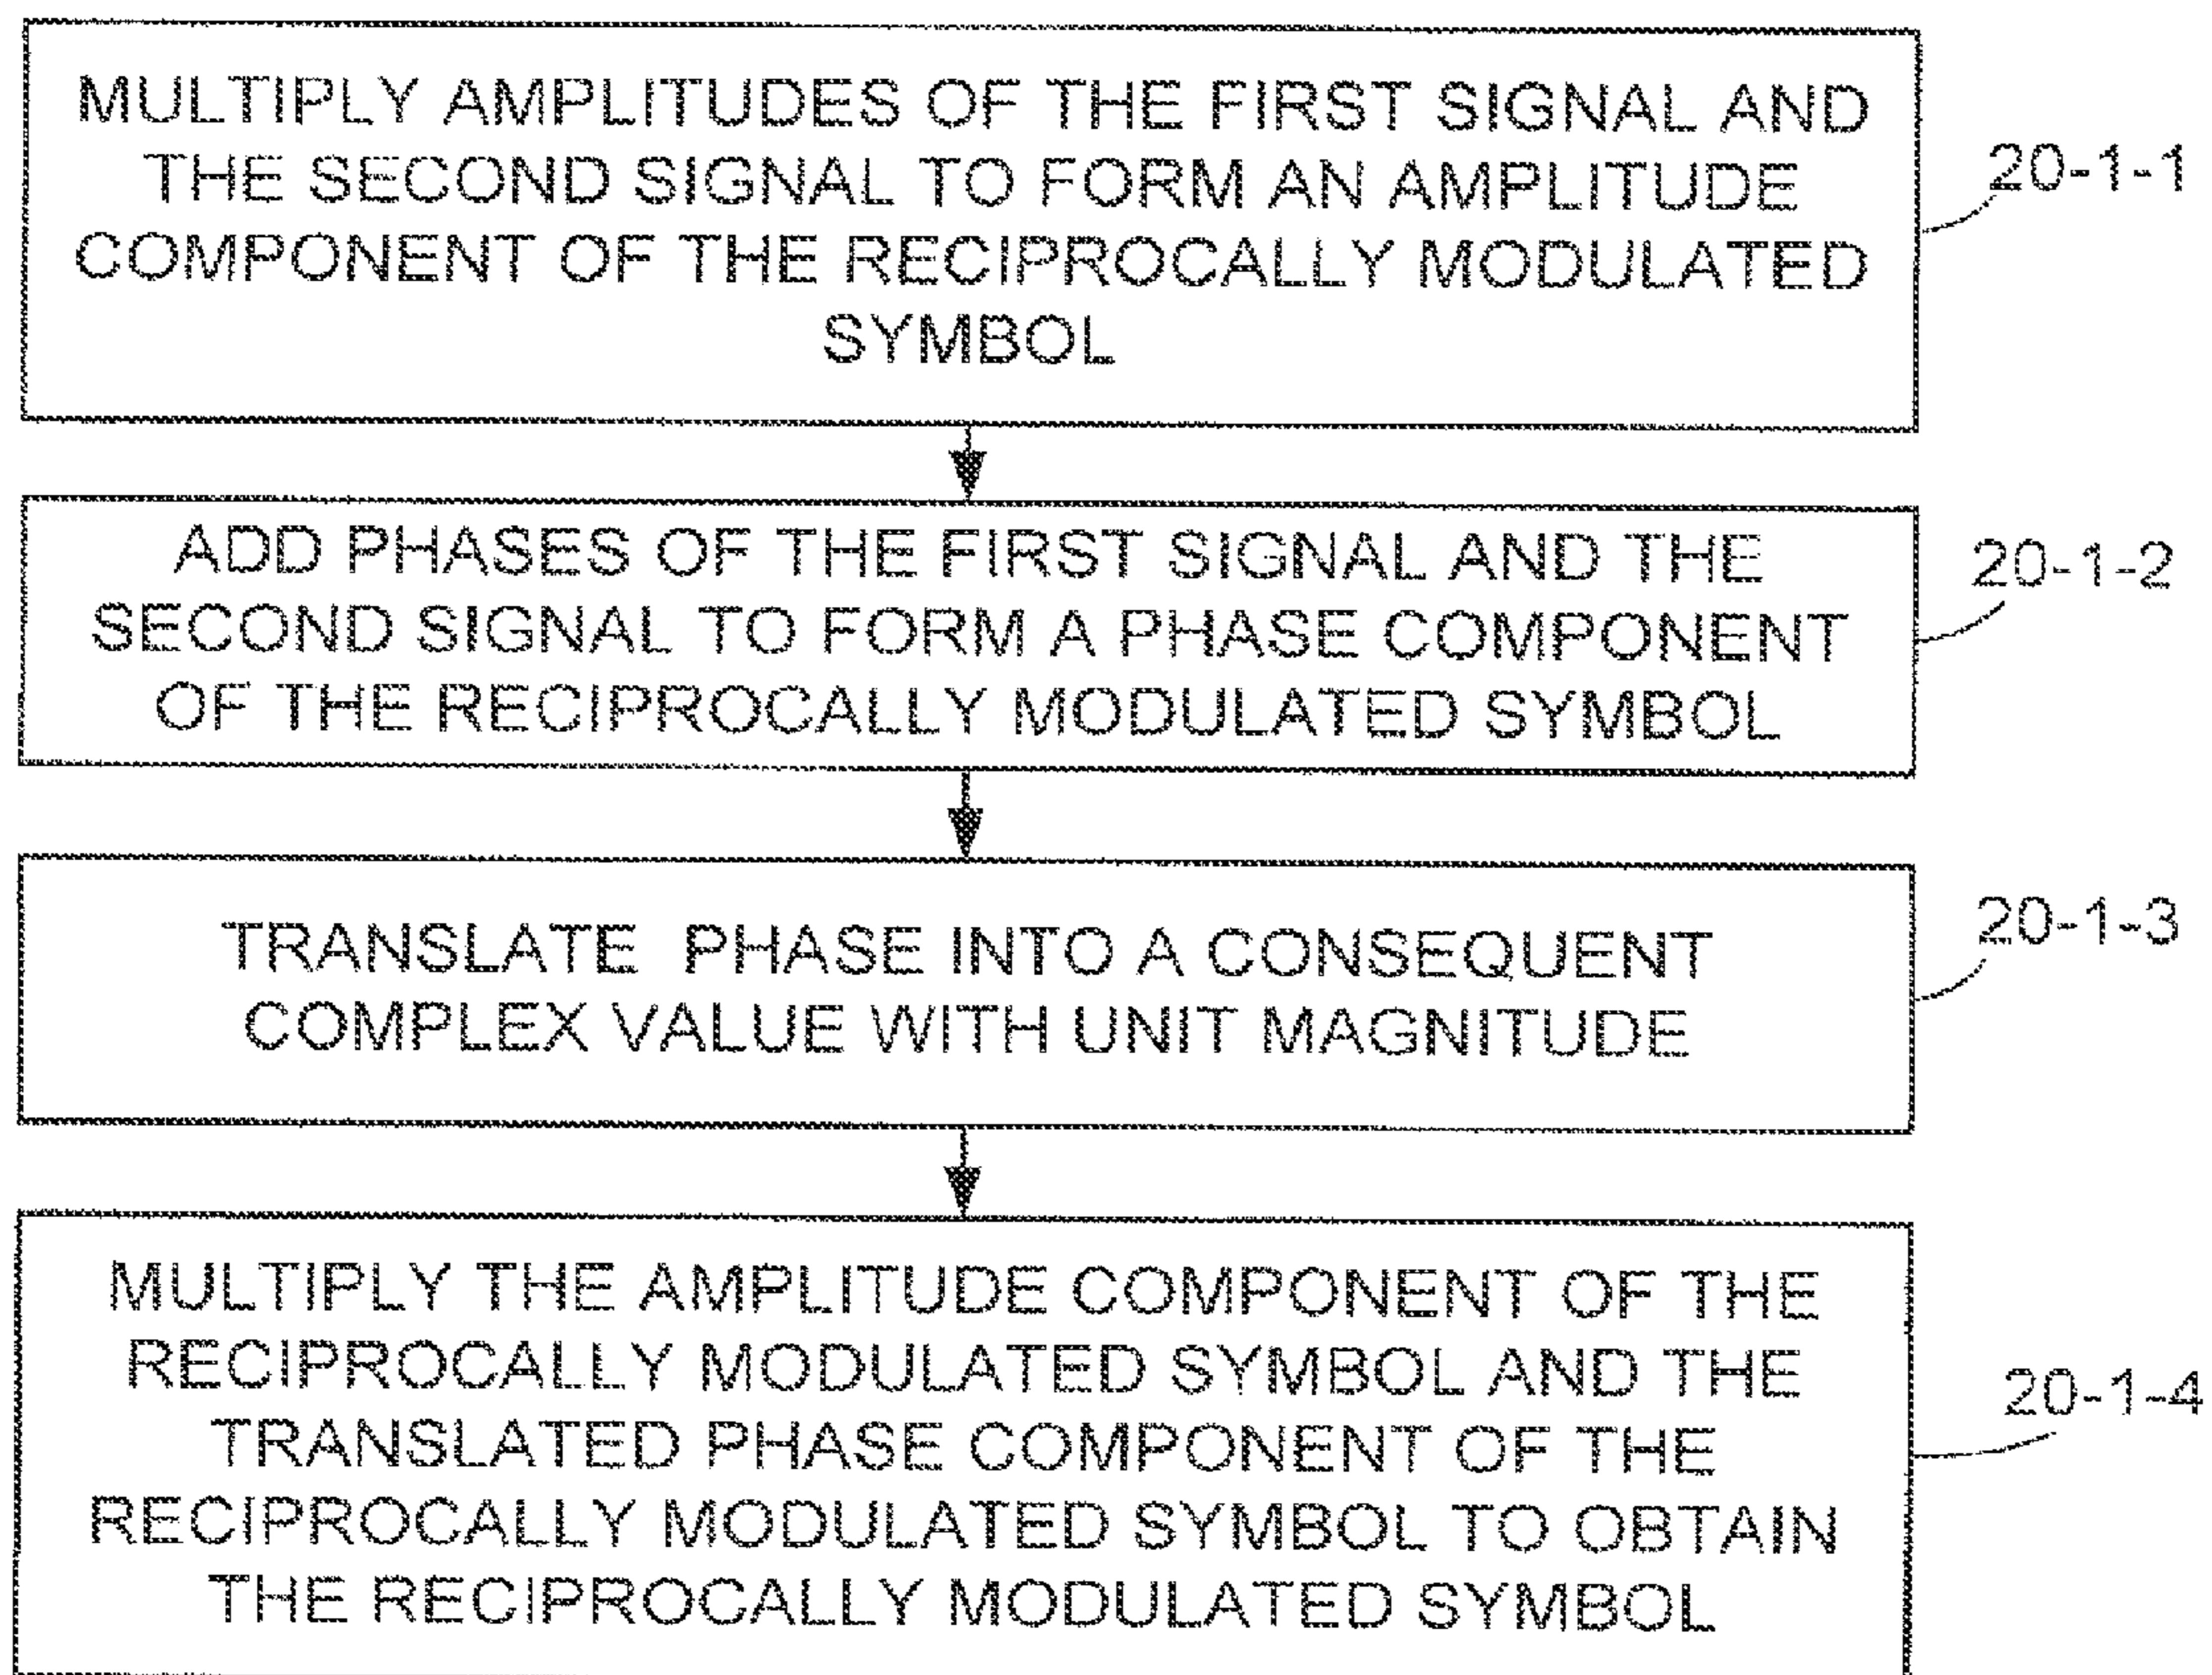 MULTIPLY AMPLITUDES OF THE FIRST SIGNAL AND
THE SECOND SIGNAL TO FORM AN AMPLITUDE
COMPONENT OF THE RECIPROCALLY MODULATED
SYMBOL
20-1-1
ADD PHASES OF THE FIRST SIGNAL AND THE
SECOND SIGNAL TO FORM A PHASE COMPONENT
OF THE RECIPROCALLY MODULATED SYMBOL
20-1-2
TRANSLATE PHASE INTO A CONSEQUENT
COMPLEX VALUE WITH UNIT MAGNITUDE
20-1-3
MULTIPLY THE AMPLITUDE COMPONENT OF THE
RECIPROCALLY MODULATED SYMBOL AND THE
TRANSLATED PHASE COMPONENT OF THE
RECIPROCALLY MODULATED SYMBOL TO OBTAIN
THE RECIPROCALLY MODULATED SYMBOL
20-1-4